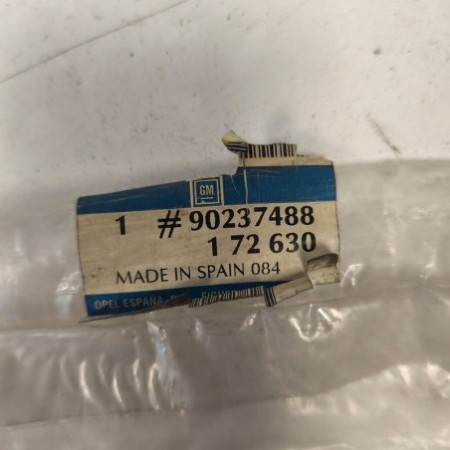 GM
1 # 90237488
1 72 630
MADE IN SPAIN 084
OPEL ESPAÑA